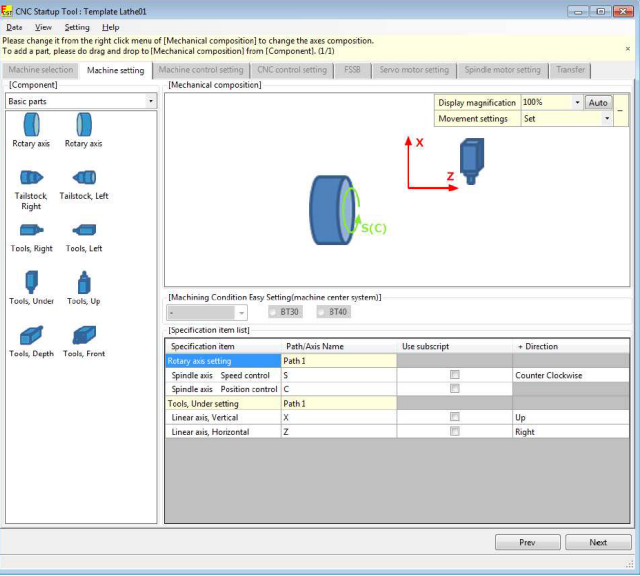 CNC Startup Tool : Template Lathe01
Data View Setting Help
Please change it from the right click menu of [Mechanical composition] to change the axes composition.
To add a part, please do drag and drop to [Mechanical composition] from [Component]. (1/1)
Machine selection Machine setting Machine control setting CNC control setting FSSB Servo motor setting Spindle motor setting Transfer
[Component]
Basic parts
Rotary axis Rotary axis
Tailstock, Right Tailstock, Left
Tools, Right Tools, Left
Tools, Under Tools, Up
Tools, Depth Tools, Front
[Mechanical composition]
Display magnification 100% Auto
Movement settings Set
X
Z
S(C)
[Machining Condition Easy Setting(machine center system)]
- BT30 BT40
[Specification item list]
Specification item Path/Axis Name Use subscript + Direction
Rotary axis setting Path 1
Spindle axis Speed control S Counter Clockwise
Spindle axis Position control C
Tools, Under setting Path 1
Linear axis, Vertical X Up
Linear axis, Horizontal Z Right
Prev Next